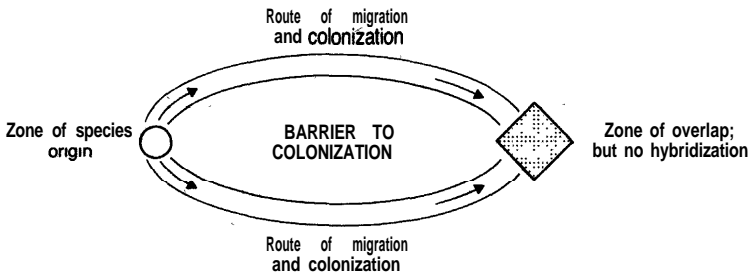 Route of migration
and colonization
Zone of species
origin
BARRIER TO
COLONIZATION
Zone of overlap;
but no hybridization
Route of migration
and colonization